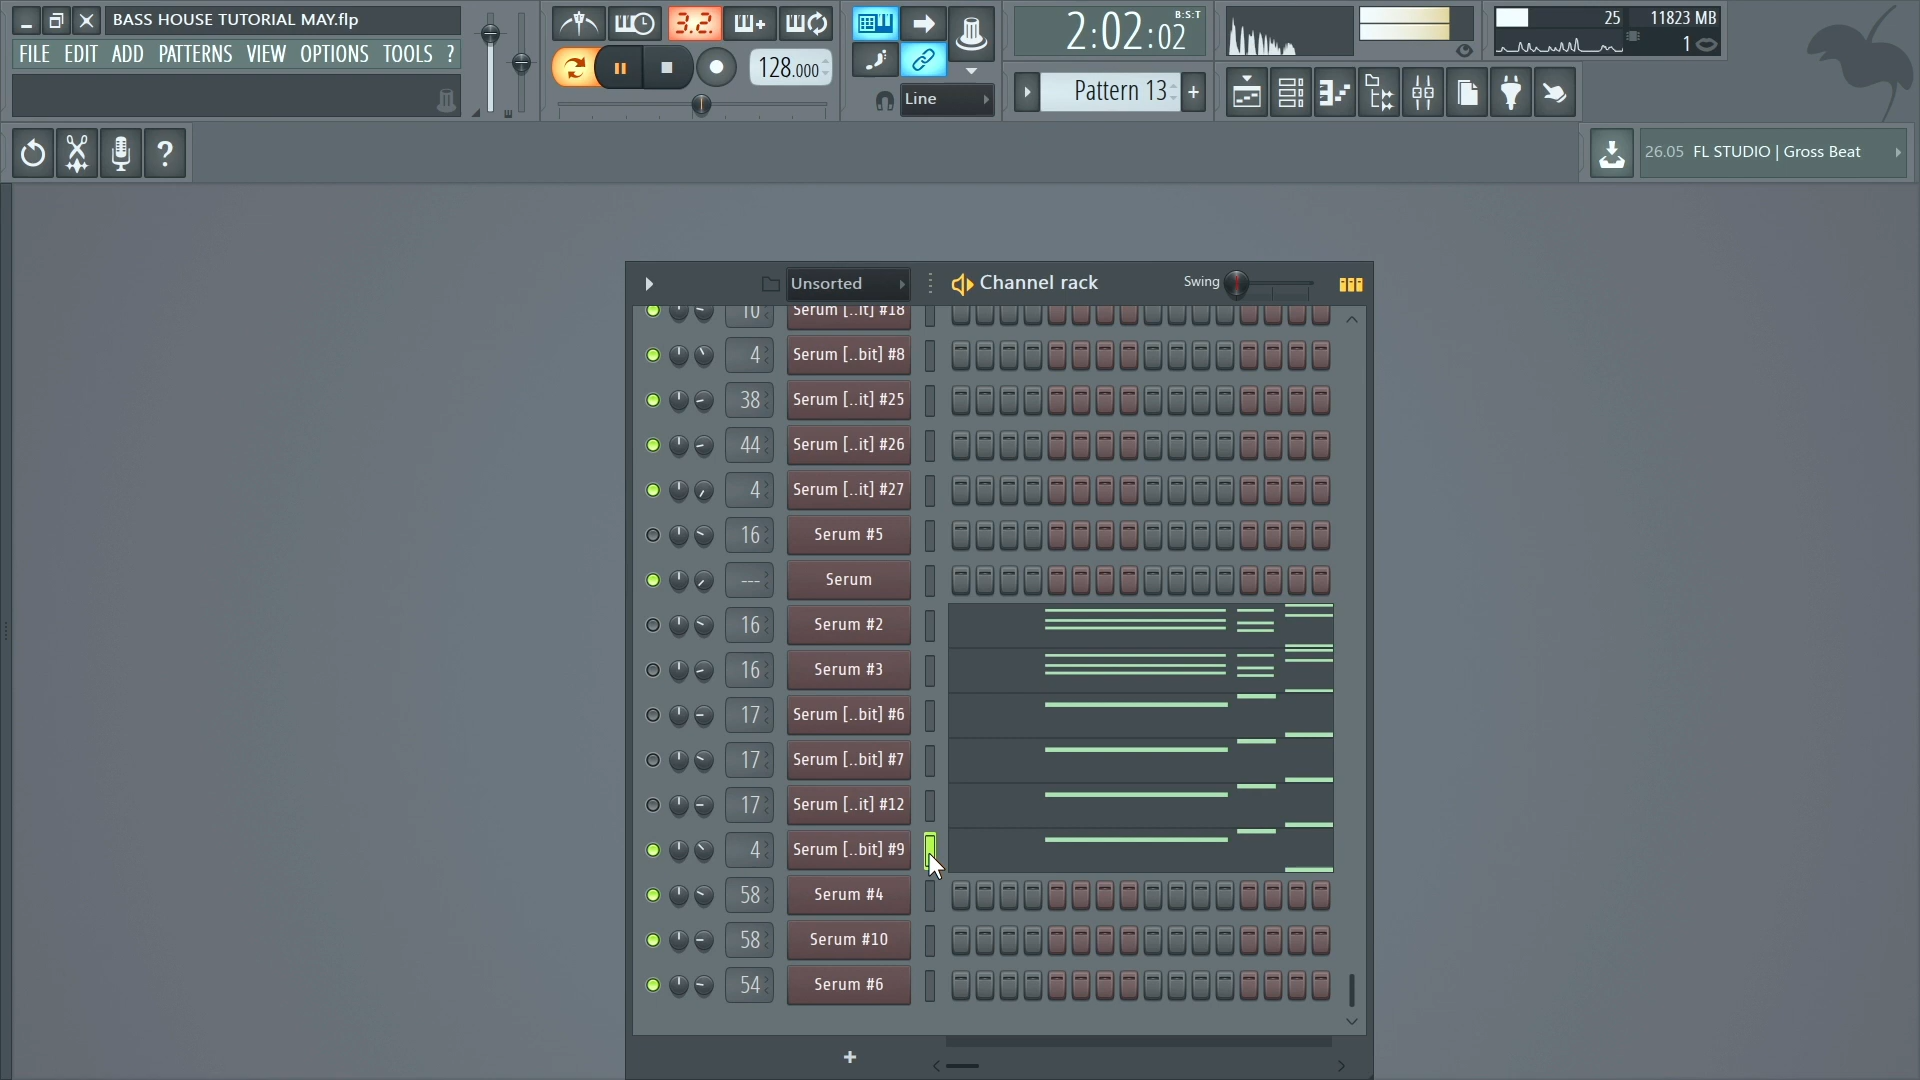 BASS HOUSE TUTORIAL MAY.flp
FILE EDIT ADD PATTERNS VIEW OPTIONS TOOLS ?
3.2.
128.000
Line
2:02:02
B:S:T
Pattern 13
+
25
11823 MB
1
?
26.05 FL STUDIO | Gross Beat
Unsorted
Channel rack
Swing
10 Serum [..it] #18
4 Serum [..bit] #8
38 Serum [..it] #25
44 Serum [..it] #26
4 Serum [..it] #27
16 Serum #5
--- Serum
16 Serum #2
16 Serum #3
17 Serum [..bit] #6
17 Serum [..bit] #7
17 Serum [..it] #12
4 Serum [..bit] #9
58 Serum #4
58 Serum #10
54 Serum #6
+